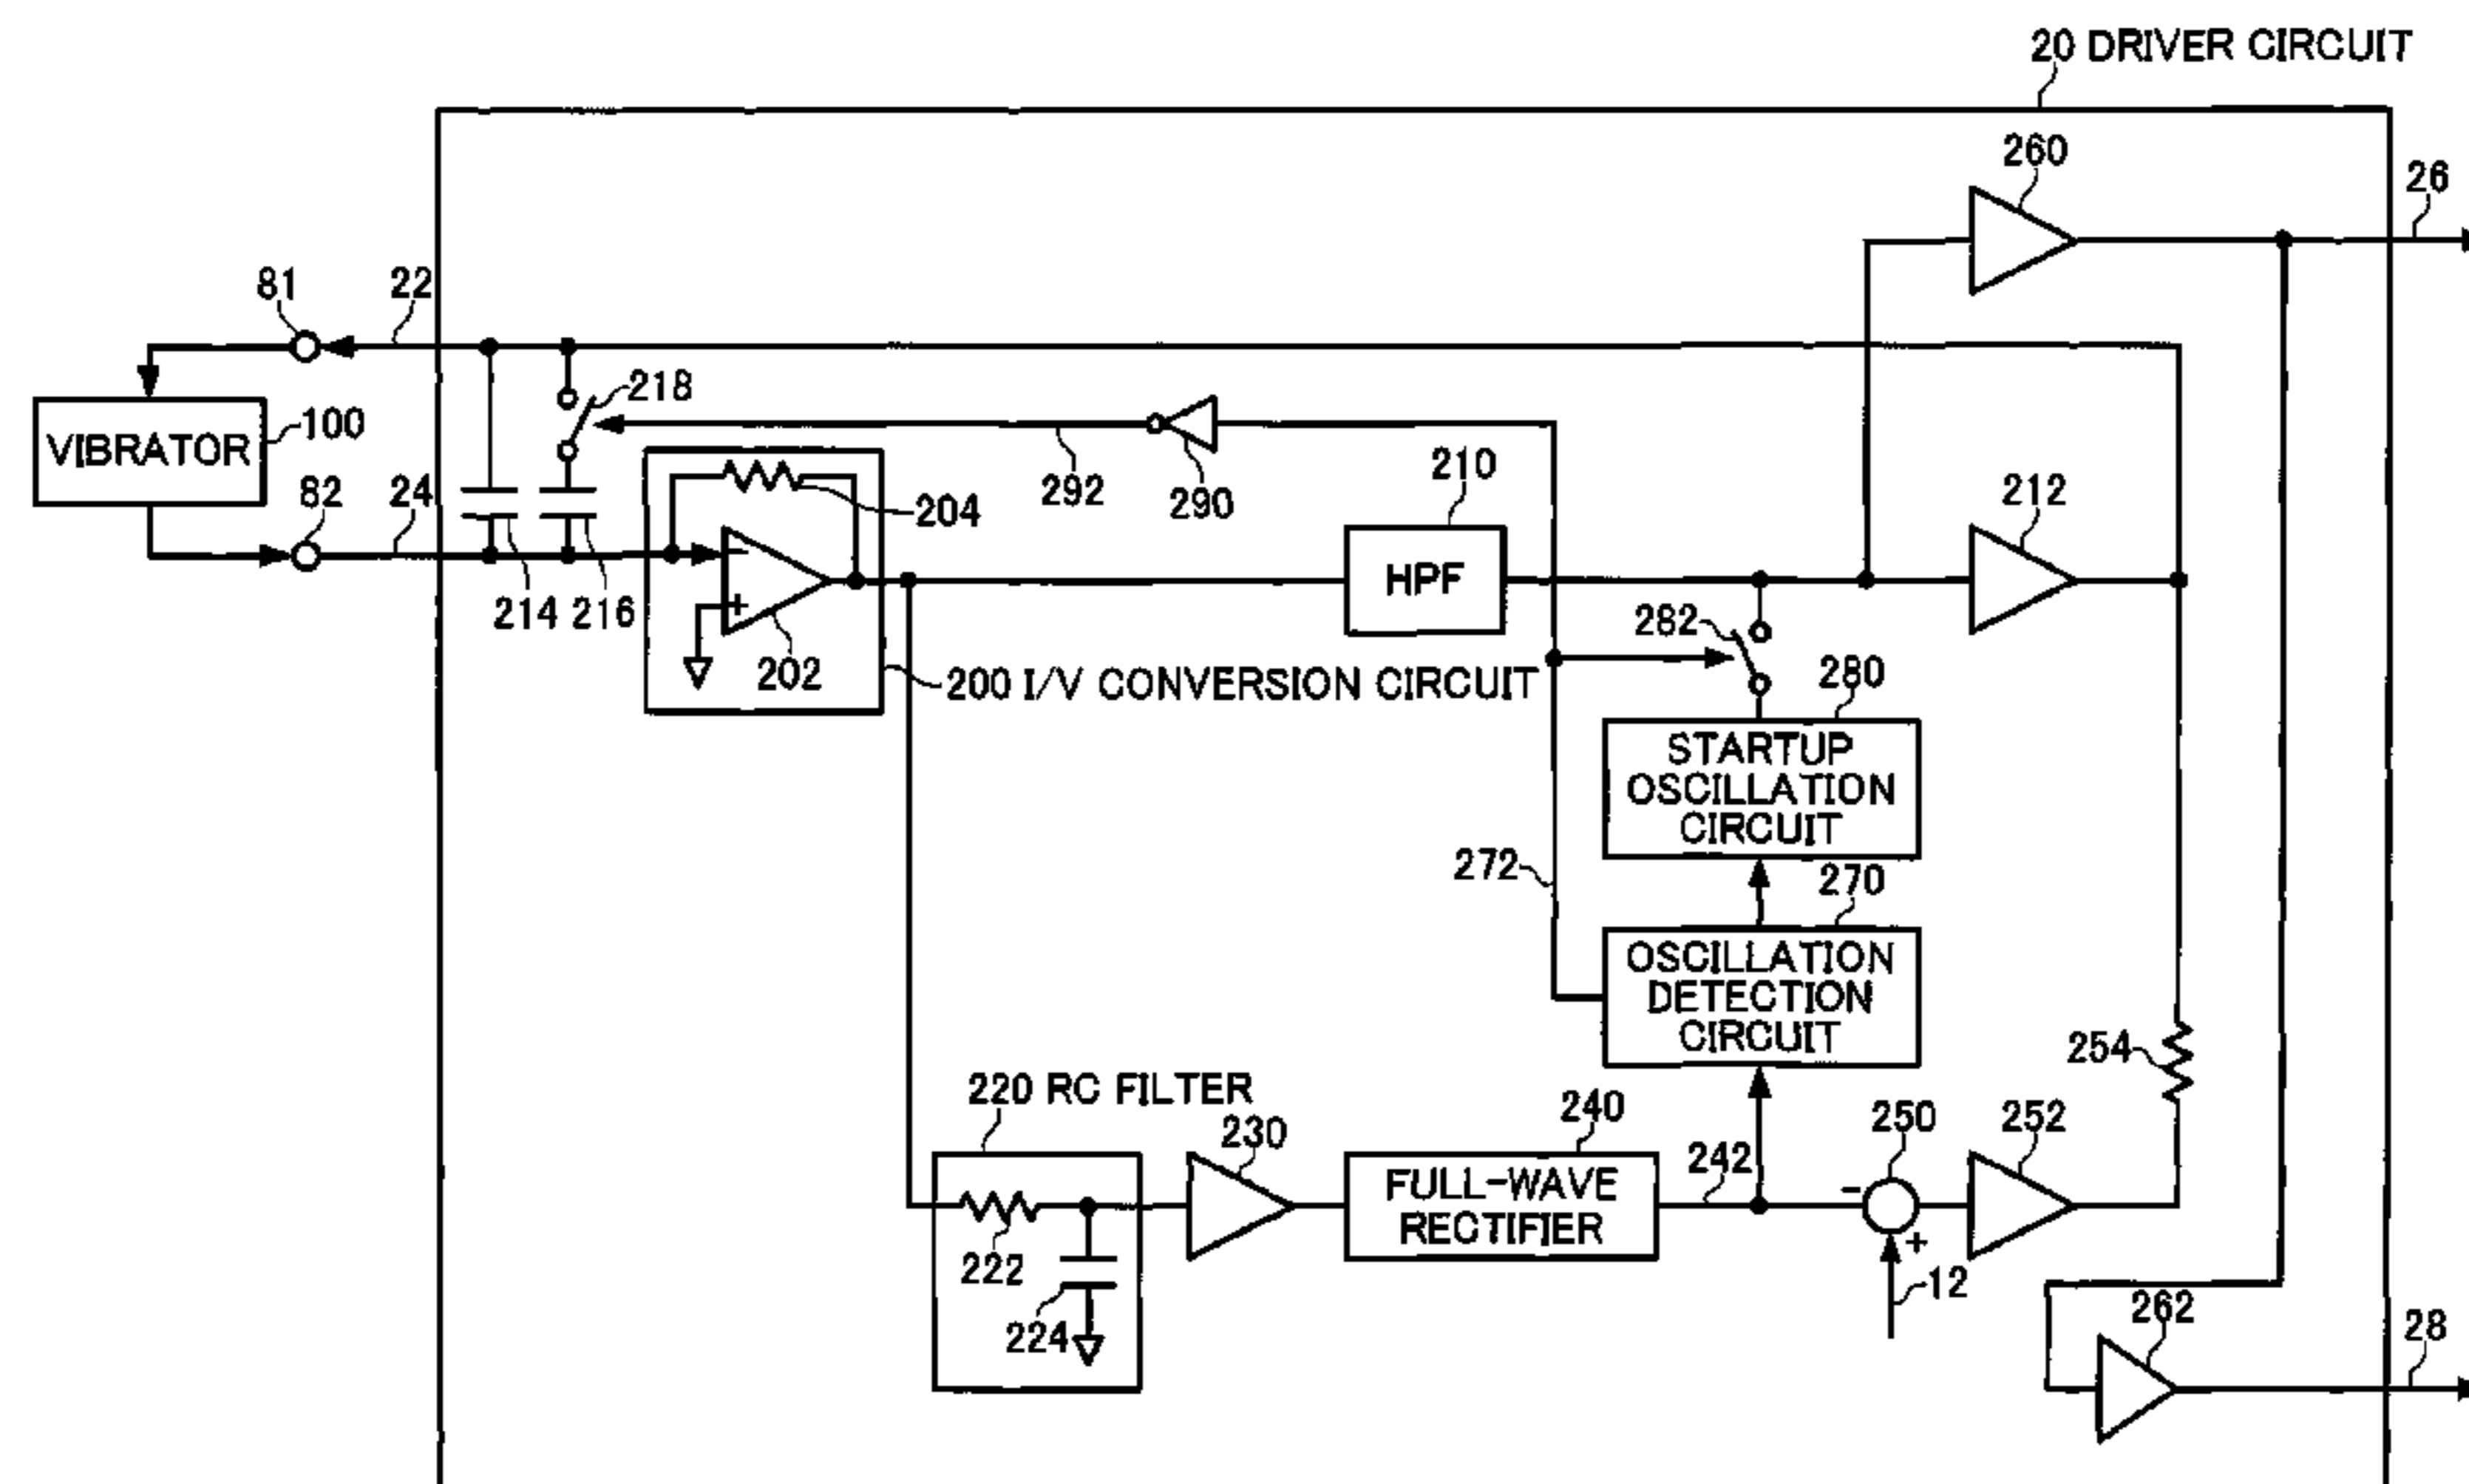 20 DRIVER CIRCUIT
260
26
81
22
218
100
VIBRATOR
82
24
204
292
290
210
212
HPF
214
216
282
202
200 I/V CONVERSION CIRCUIT
280
STARTUP
OSCILLATION
CIRCUIT
272
270
OSCILLATION
DETECTION
CIRCUIT
254
220 RC FILTER
230
240
250
252
242
FULL-WAVE
RECTIFIER
-
+
222
12
224
262
28